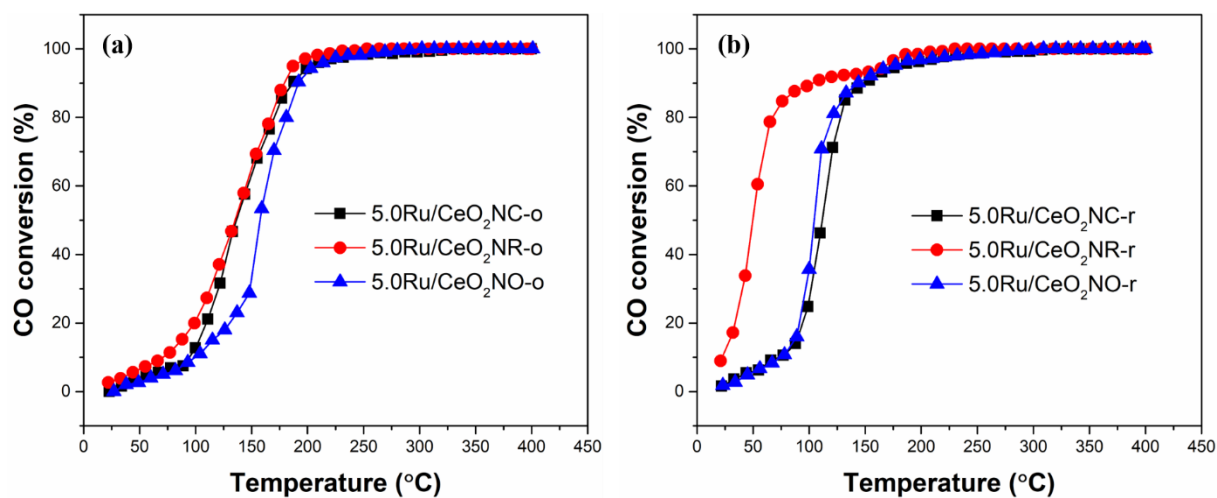 (a)
CO conversion (%)
100
80
60
40
20
0
5.0Ru/CeO₂NC-o
5.0Ru/CeO₂NR-o
5.0Ru/CeO₂NO-o
0 50 100 150 200 250 300 350 400 450
Temperature (°C)
(b)
CO conversion (%)
100
80
60
40
20
0
5.0Ru/CeO₂NC-r
5.0Ru/CeO₂NR-r
5.0Ru/CeO₂NO-r
0 50 100 150 200 250 300 350 400 450
Temperature (°C)